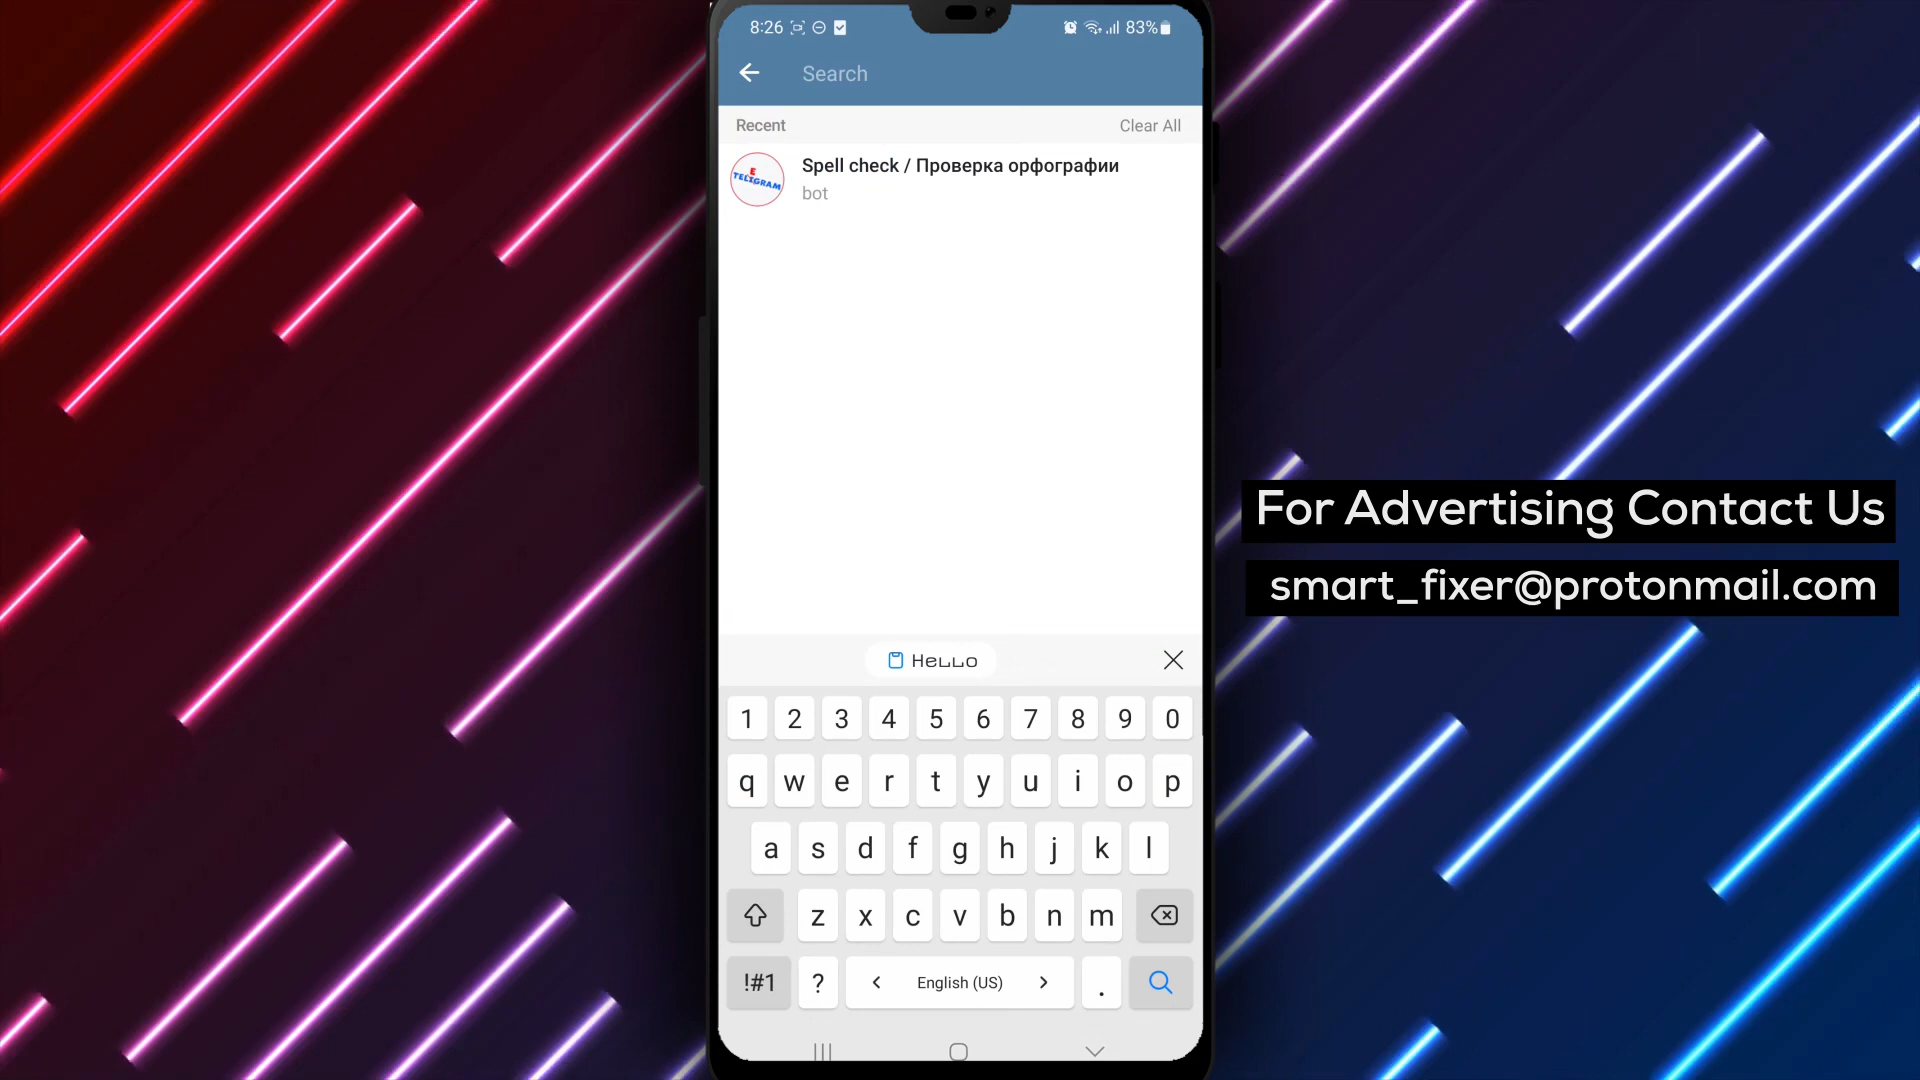 8:26
83%
Search
Recent
Clear All
Spell check / Проверка орфографии
bot
E
TELIGRAM
For Advertising Contact Us
smart_fixer@protonmail.com
Hello
1 2 3 4 5 6 7 8 9 0
q w e r t y u i o p
a s d f g h j k l
z x c v b n m
!#1 ? < English (US) > .